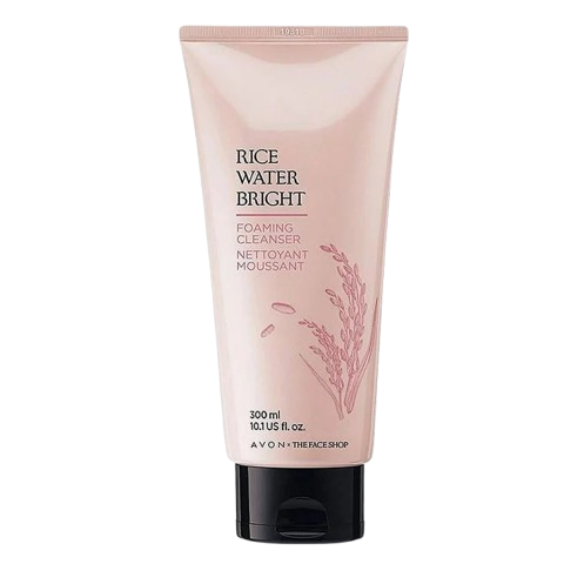 RICE
WATER
BRIGHT
FOAMING
CLEANSER
NETTOYANT
MOUSSANT
300 ml
10.1 US fl. oz.
AVON × THE FACE SHOP